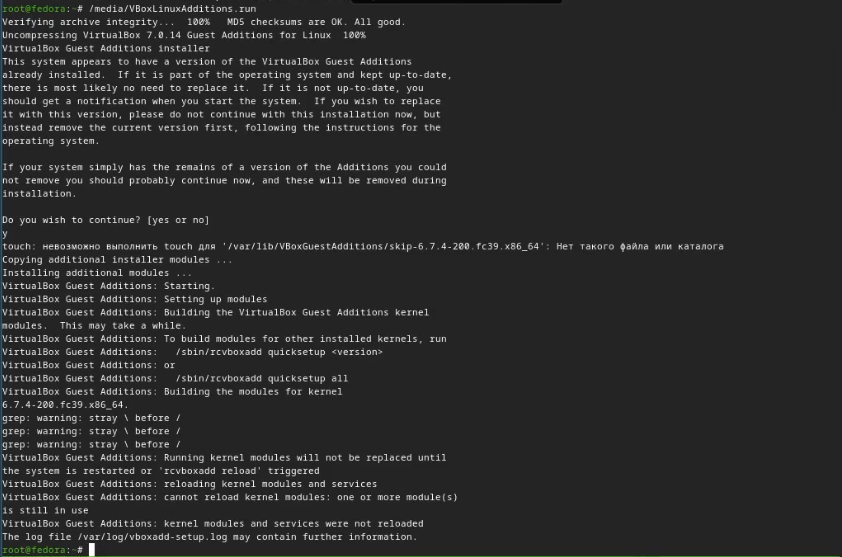 root@fedora:~# /media/VBoxLinuxAdditions.run
Verifying archive integrity...  100%   MD5 checksums are OK. All good.
Uncompressing VirtualBox 7.0.14 Guest Additions for Linux  100%
VirtualBox Guest Additions installer
This system appears to have a version of the VirtualBox Guest Additions
already installed.  If it is part of the operating system and kept up-to-date,
there is most likely no need to replace it.  If it is not up-to-date, you
should get a notification when you start the system.  If you wish to replace
it with this version, please do not continue with this installation now, but
instead remove the current version first, following the instructions for the
operating system.

If your system simply has the remains of a version of the Additions you could
not remove you should probably continue now, and these will be removed during
installation.

Do you wish to continue? [yes or no]
y
touch: невозможно выполнить touch для '/var/lib/VBoxGuestAdditions/skip-6.7.4-200.fc39.x86_64': Нет такого файла или каталога
Copying additional installer modules ...
Installing additional modules ...
VirtualBox Guest Additions: Starting.
VirtualBox Guest Additions: Setting up modules
VirtualBox Guest Additions: Building the VirtualBox Guest Additions kernel
modules.  This may take a while.
VirtualBox Guest Additions: To build modules for other installed kernels, run
VirtualBox Guest Additions:   /sbin/rcvboxadd quicksetup <version>
VirtualBox Guest Additions: or
VirtualBox Guest Additions:   /sbin/rcvboxadd quicksetup all
VirtualBox Guest Additions: Building the modules for kernel
6.7.4-200.fc39.x86_64.
grep: warning: stray \ before /
grep: warning: stray \ before /
grep: warning: stray \ before /
VirtualBox Guest Additions: Running kernel modules will not be replaced until
the system is restarted or 'rcvboxadd reload' triggered
VirtualBox Guest Additions: reloading kernel modules and services
VirtualBox Guest Additions: cannot reload kernel modules: one or more module(s)
is still in use
VirtualBox Guest Additions: kernel modules and services were not reloaded
The log file /var/log/vboxadd-setup.log may contain further information.
root@fedora:~#